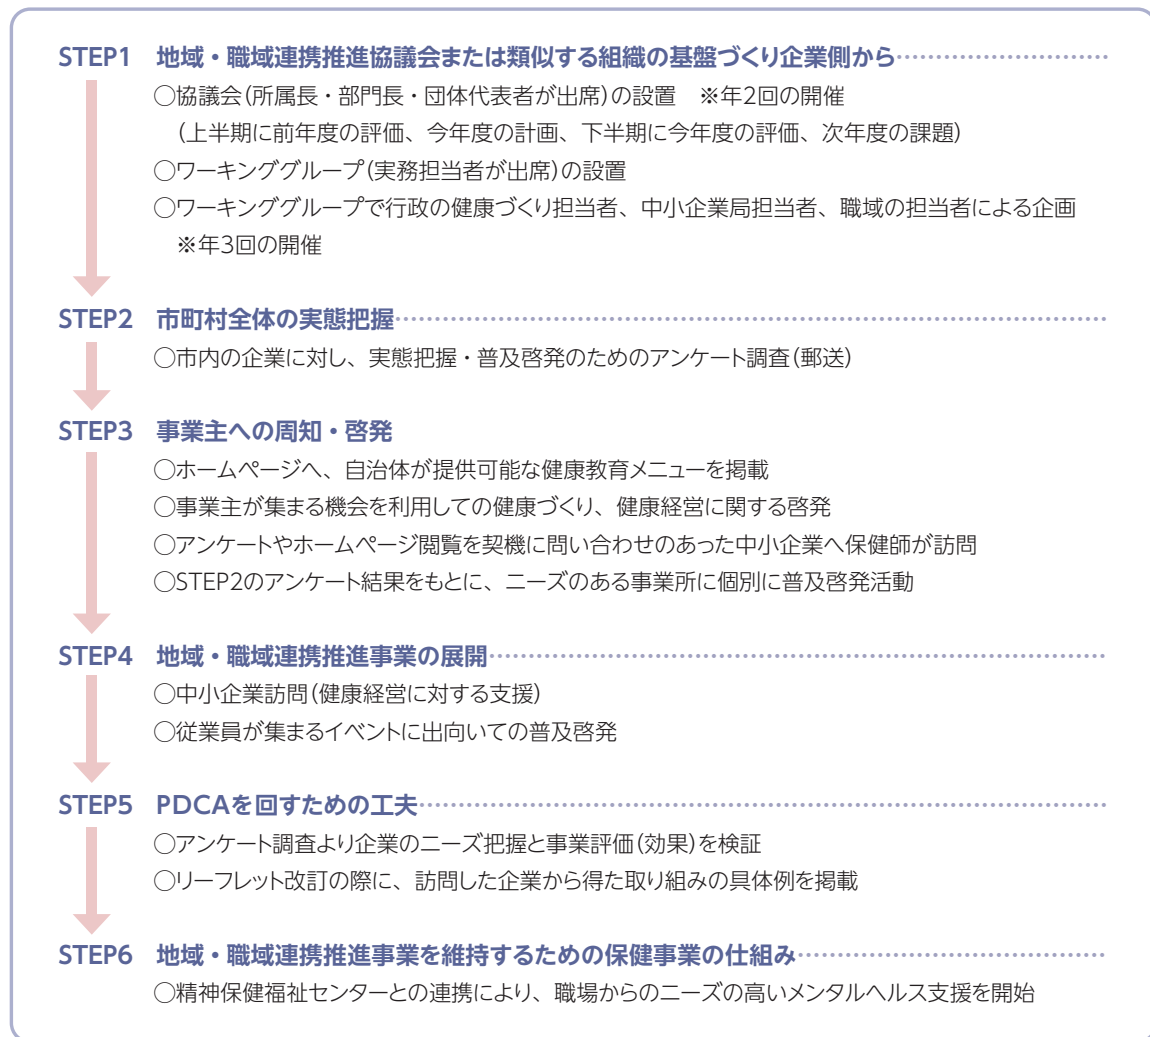 STEP1 地域・職域連携推進協議会または類似する組織の基盤づくり企業側から
○協議会(所属長・部門長・団体代表者が出席)の設置 ※年2回の開催
(上半期に前年度の評価、今年度の計画、下半期に今年度の評価、次年度の課題)
○ワーキンググループ(実務担当者が出席)の設置
○ワーキンググループで行政の健康づくり担当者、中小企業局担当者、職域の担当者による企画
※年3回の開催
STEP2 市町村全体の実態把握
○市内の企業に対し、実態把握・普及啓発のためのアンケート調査(郵送)
STEP3 事業主への周知・啓発
○ホームページへ、自治体が提供可能な健康教育メニューを掲載
○事業主が集まる機会を利用しての健康づくり、健康経営に関する啓発
○アンケートやホームページ閲覧を契機に問い合わせのあった中小企業へ保健師が訪問
○STEP2のアンケート結果をもとに、ニーズのある事業所に個別に普及啓発活動
STEP4 地域・職域連携推進事業の展開
○中小企業訪問(健康経営に対する支援)
○従業員が集まるイベントに出向いての普及啓発
STEP5 PDCAを回すための工夫
○アンケート調査より企業のニーズ把握と事業評価(効果)を検証
○リーフレット改訂の際に、訪問した企業から得た取り組みの具体例を掲載
STEP6 地域・職域連携推進事業を維持するための保健事業の仕組み
○精神保健福祉センターとの連携により、職場からのニーズの高いメンタルヘルス支援を開始